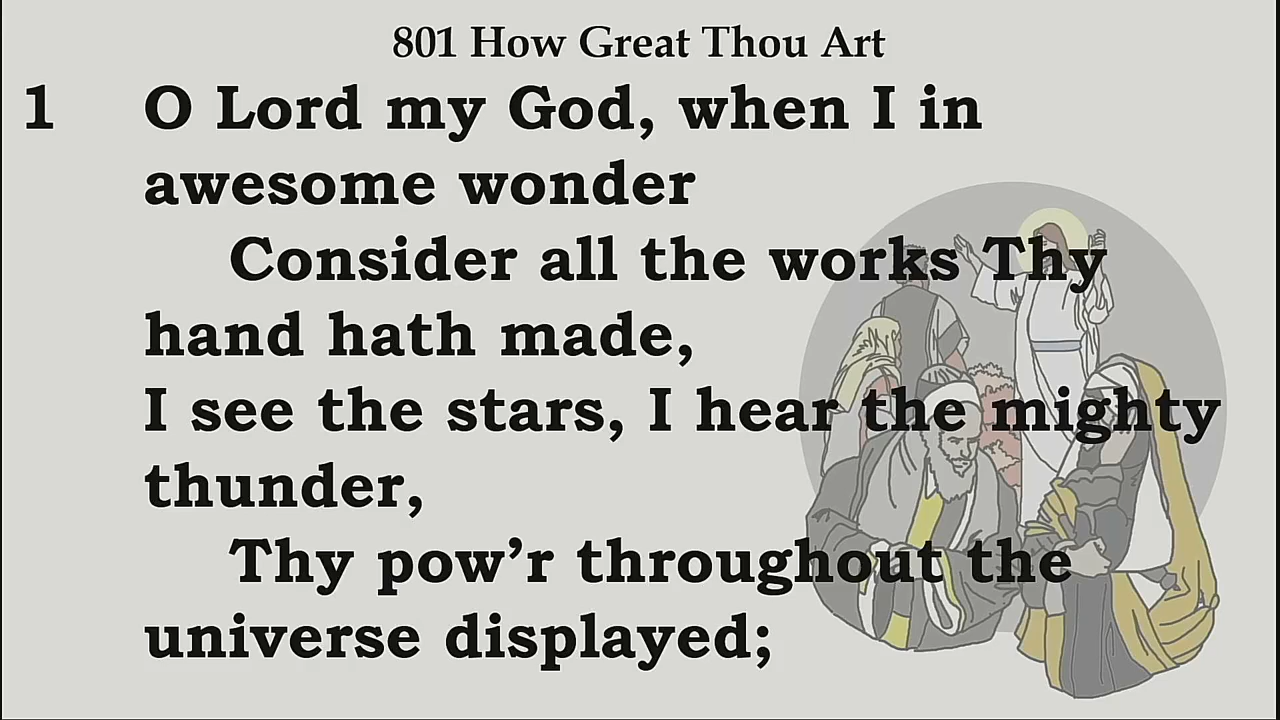 801 How Great Thou Art
1 O Lord my God, when I in
awesome wonder
Consider all the works Thy
hand hath made,
I see the stars, I hear the mighty
thunder,
Thy pow’r throughout the
universe displayed;